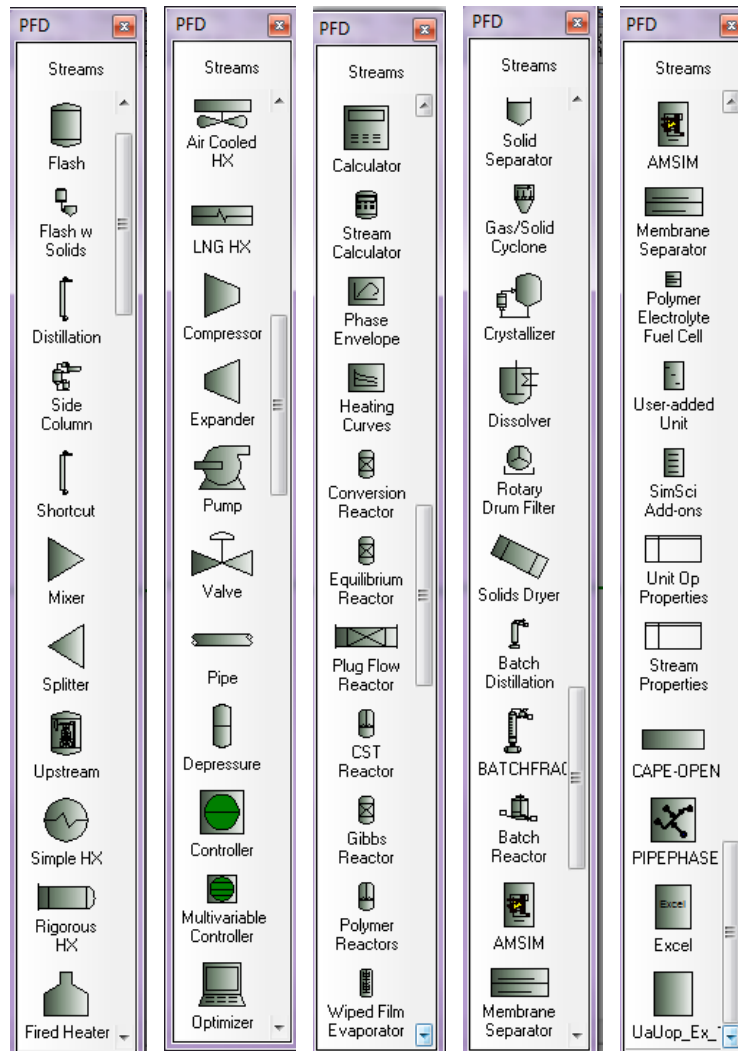 PFD
Streams
Flash
Flash w
Solids
Distillation
Side
Column
Shortcut
Mixer
Splitter
Upstream
Simple HX
Rigorous
HX
Fired Heater
PFD
Streams
Air Cooled
HX
LNG HX
Compressor
Expander
Pump
Valve
Pipe
Depressure
Controller
Multivariable
Controller
Optimizer
PFD
Streams
Calculator
Stream
Calculator
Phase
Envelope
Heating
Curves
Conversion
Reactor
Equilibrium
Reactor
Plug Flow
Reactor
CST
Reactor
Gibbs
Reactor
Polymer
Reactors
Wiped Film
Evaporator
PFD
Streams
Solid
Separator
Gas/Solid
Cyclone
Crystallizer
Dissolver
Rotary
Drum Filter
Solids Dryer
Batch
Distillation
BATCHFRAC
Batch
Reactor
AMSIM
Membrane
Separator
PFD
Streams
AMSIM
Membrane
Separator
Polymer
Electrolyte
Fuel Cell
User-added
Unit
SimSci
Add-ons
Unit Op
Properties
Stream
Properties
CAPE-OPEN
PIPEPHASE
Excel
Excel
UaUop_Ex_